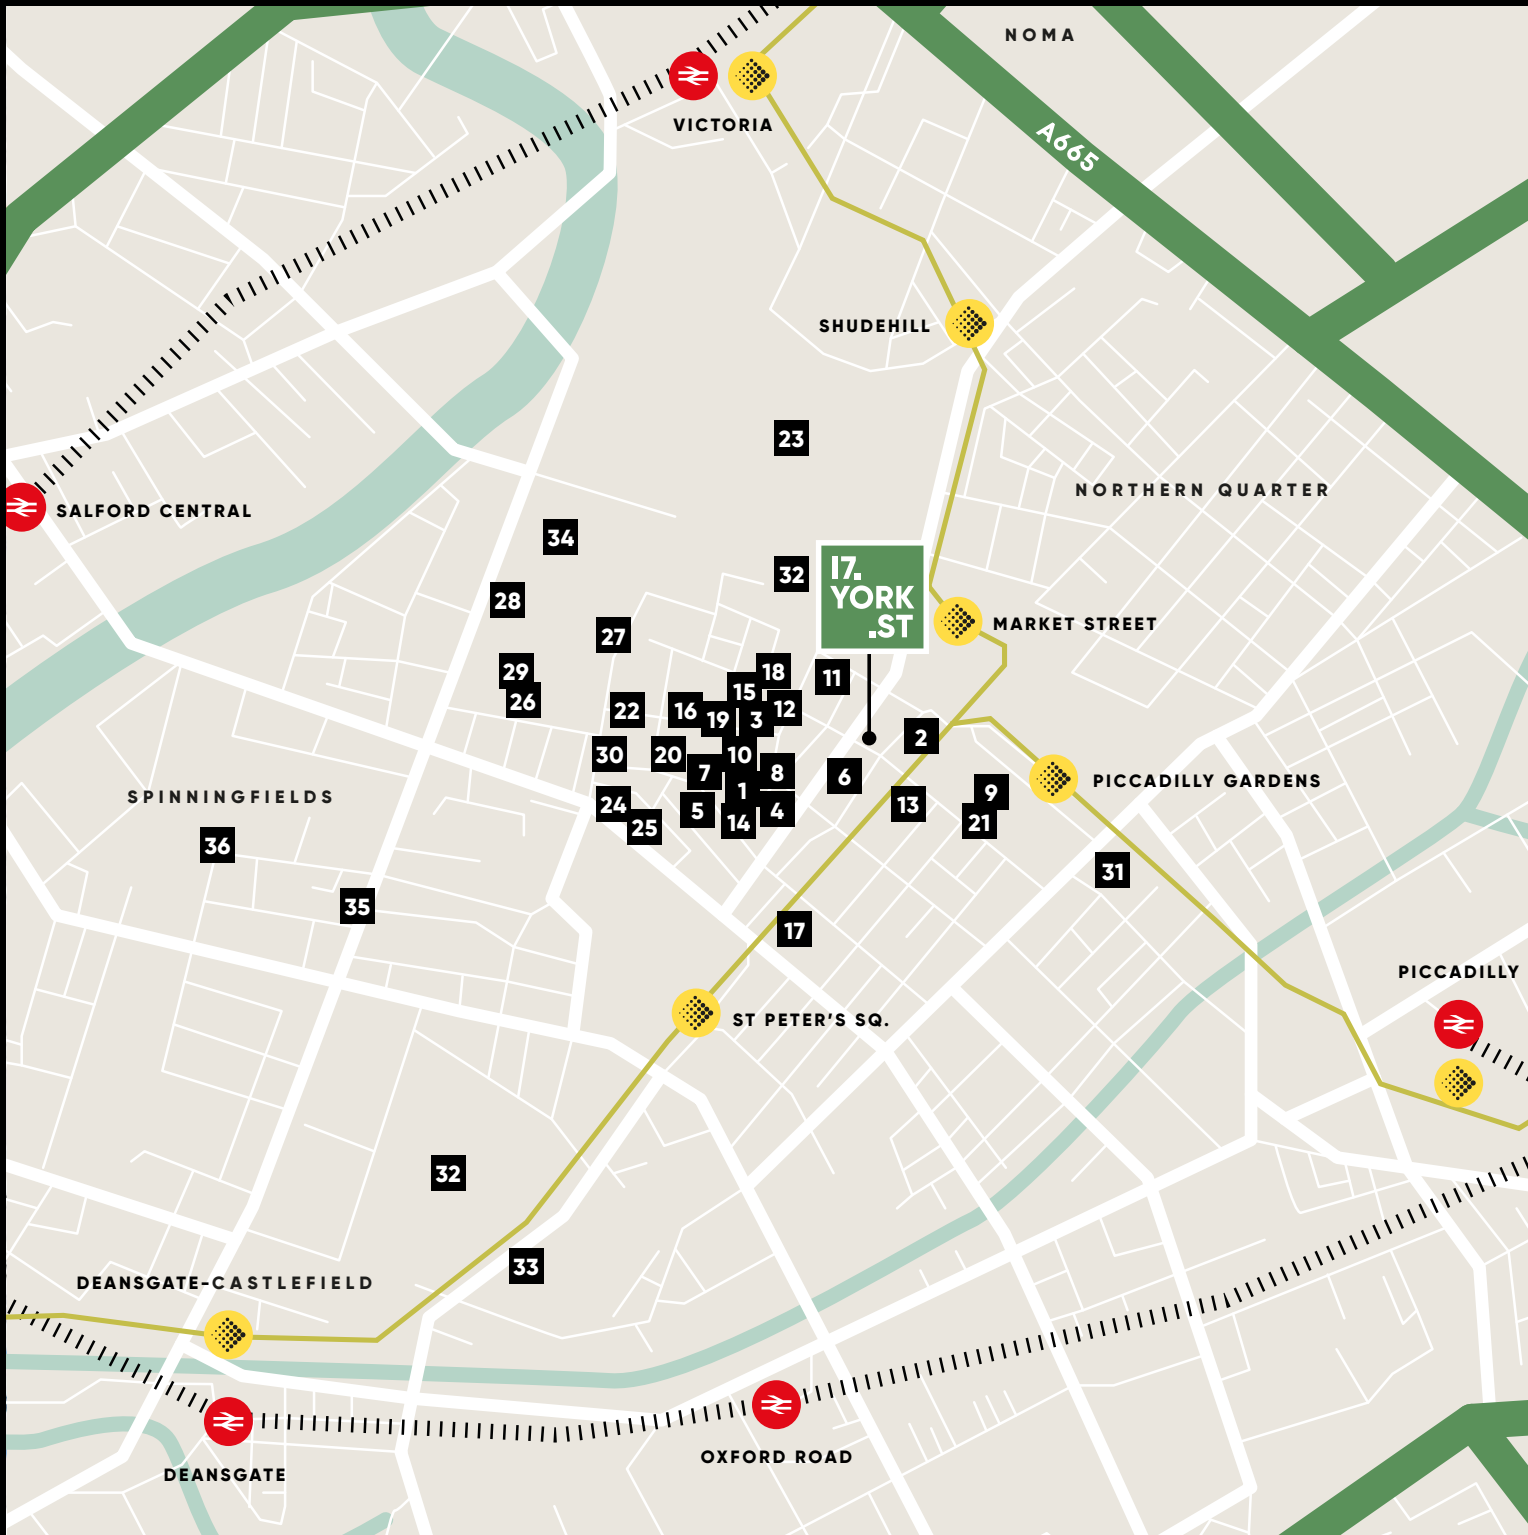 NOMA
VICTORIA
A665
SHUDEHILL
23
NORTHERN QUARTER
SALFORD CENTRAL
34
32
17.
YORK
.ST
28
MARKET STREET
27
29
18
11
26
15
22
16
19
3
12
2
30
20
10
7
8
6
PICCADILLY GARDENS
1
9
SPINNINGFIELDS
24
5
4
13
25
14
21
36
31
35
17
PICCADILLY
ST PETER’S SQ.
32
33
DEANSGATE-CASTLEFIELD
OXFORD ROAD
DEANSGATE